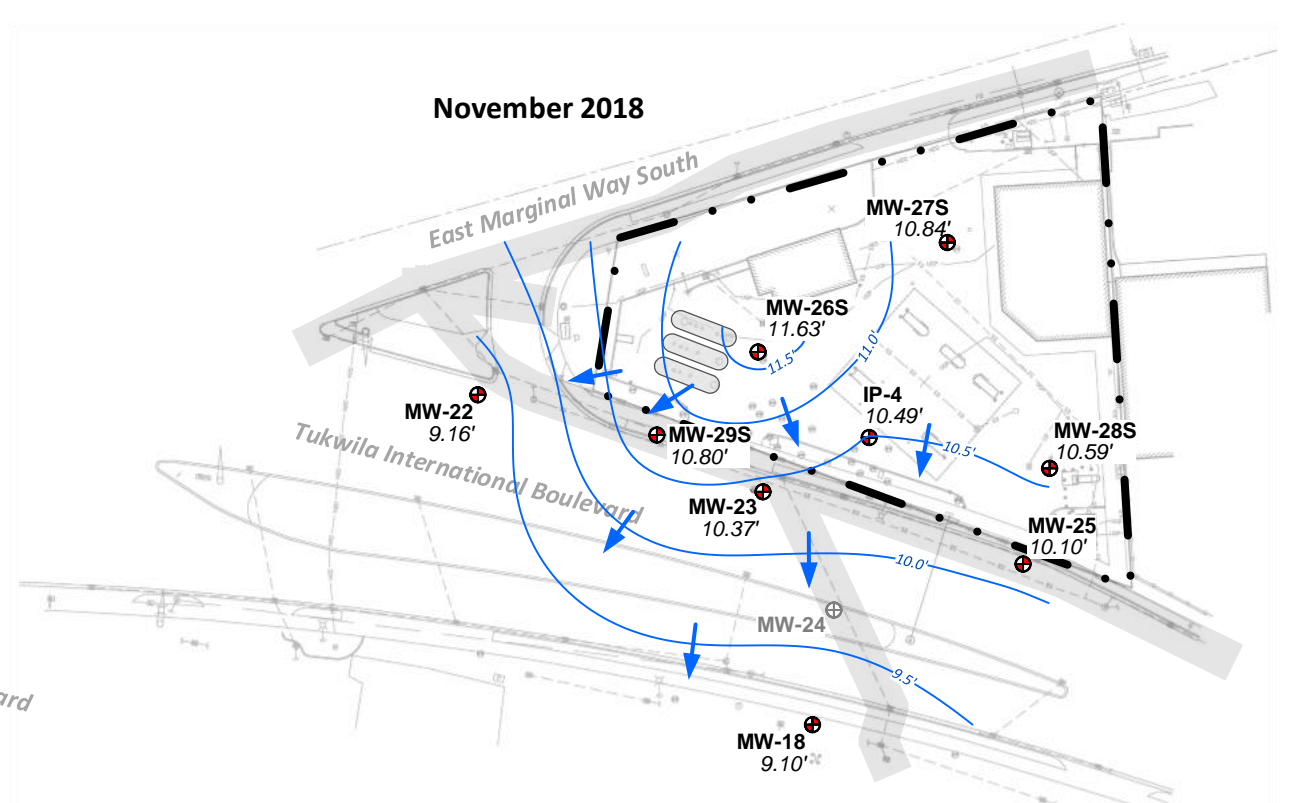 November 2018
East Marginal Way South
MW-27S
10.84'
MW-26S
11.63'
11.5'
11.0'
IP-4
10.49'
MW-22
9.16'
MW-29S
10.80'
10.5'
MW-28S
10.59'
Tukwila International Boulevard
MW-23
10.37'
MW-25
10.10'
10.0'
MW-24
9.5'
ard
MW-18
9.10'